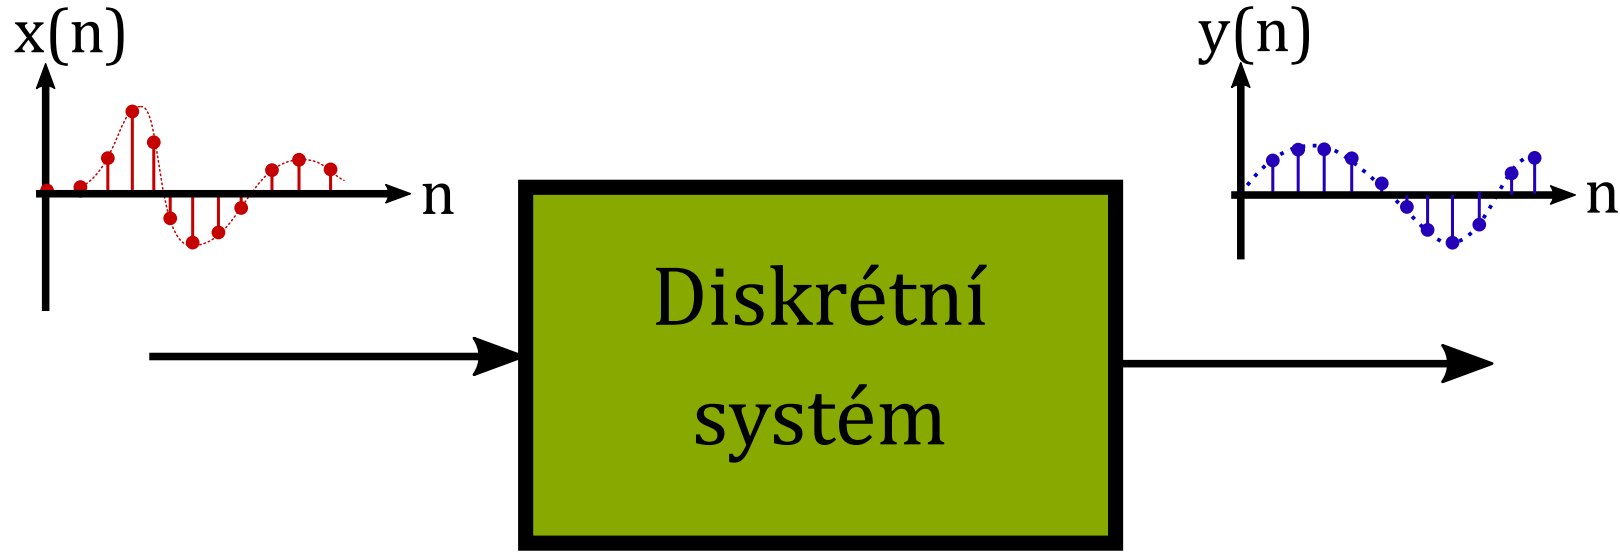 x(n)
n
Diskrétní
systém
y(n)
n